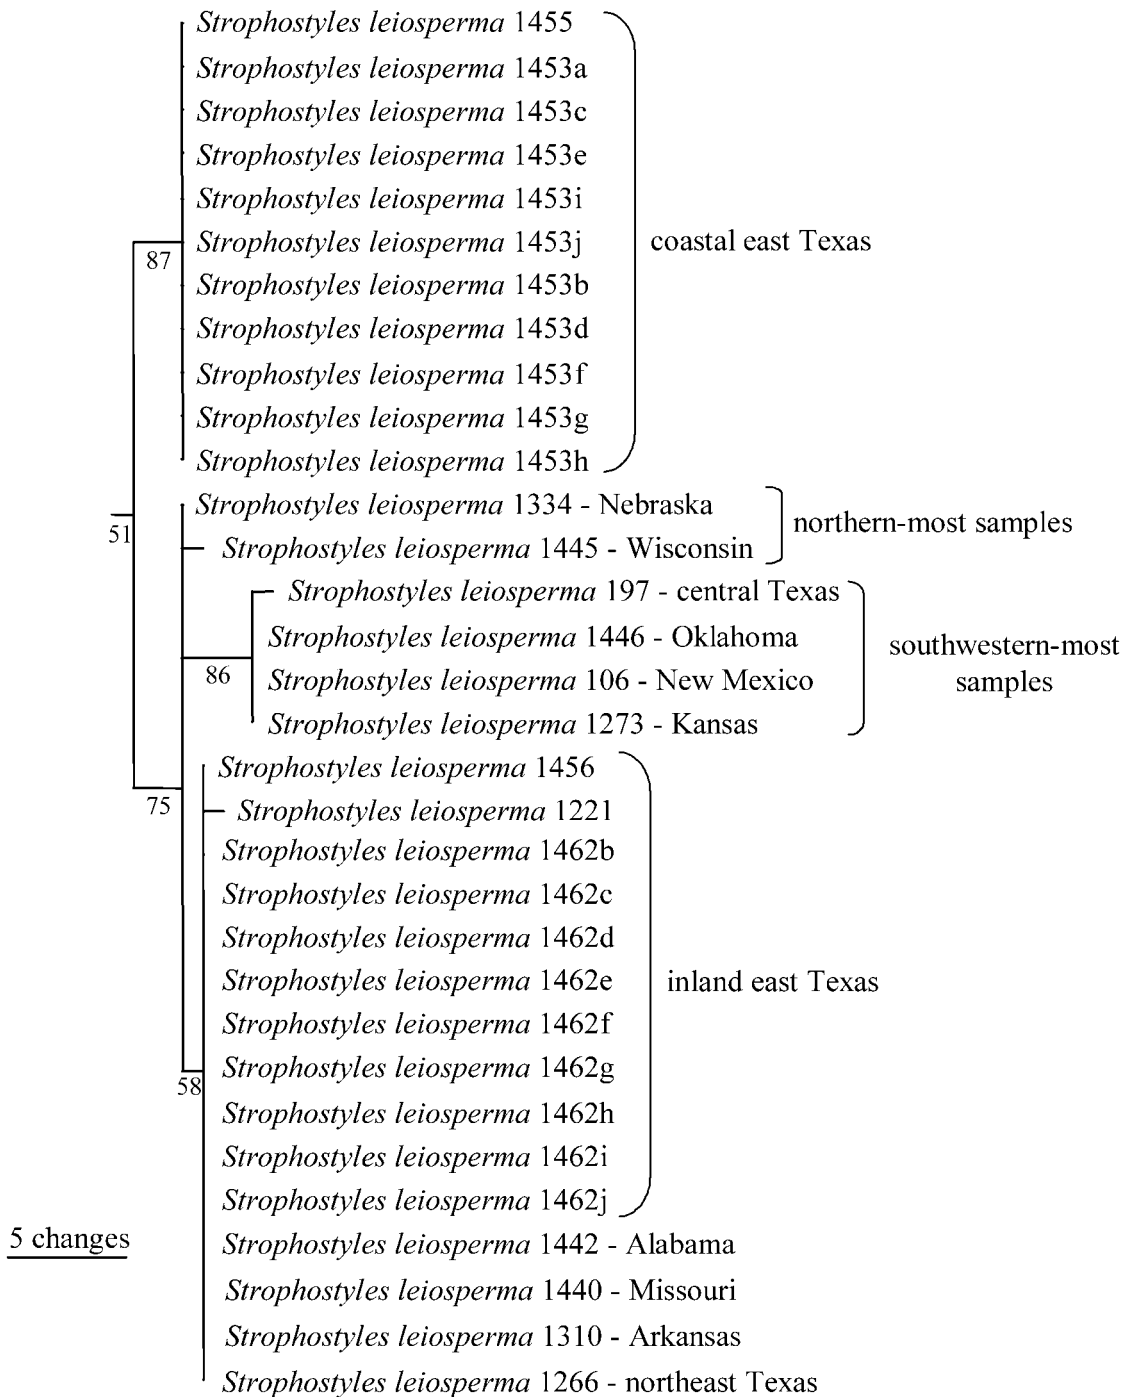 Strophostyles leiosperma 1455
Strophostyles leiosperma 1453a
Strophostyles leiosperma 1453c
Strophostyles leiosperma 1453e
Strophostyles leiosperma 1453i
Strophostyles leiosperma 1453j
coastal east Texas
87
Strophostyles leiosperma 1453b
Strophostyles leiosperma 1453d
Strophostyles leiosperma 1453f
Strophostyles leiosperma 1453g
Strophostyles leiosperma 1453h
Strophostyles leiosperma 1334 - Nebraska
northern-most samples
51
Strophostyles leiosperma 1445 - Wisconsin
Strophostyles leiosperma 197 - central Texas
Strophostyles leiosperma 1446 - Oklahoma
southwestern-most
samples
86
Strophostyles leiosperma 106 - New Mexico
Strophostyles leiosperma 1273 - Kansas
Strophostyles leiosperma 1456
75
Strophostyles leiosperma 1221
Strophostyles leiosperma 1462b
Strophostyles leiosperma 1462c
Strophostyles leiosperma 1462d
Strophostyles leiosperma 1462e
inland east Texas
Strophostyles leiosperma 1462f
Strophostyles leiosperma 1462g
58
Strophostyles leiosperma 1462h
Strophostyles leiosperma 1462i
Strophostyles leiosperma 1462j
5 changes
Strophostyles leiosperma 1442 - Alabama
Strophostyles leiosperma 1440 - Missouri
Strophostyles leiosperma 1310 - Arkansas
Strophostyles leiosperma 1266 - northeast Texas